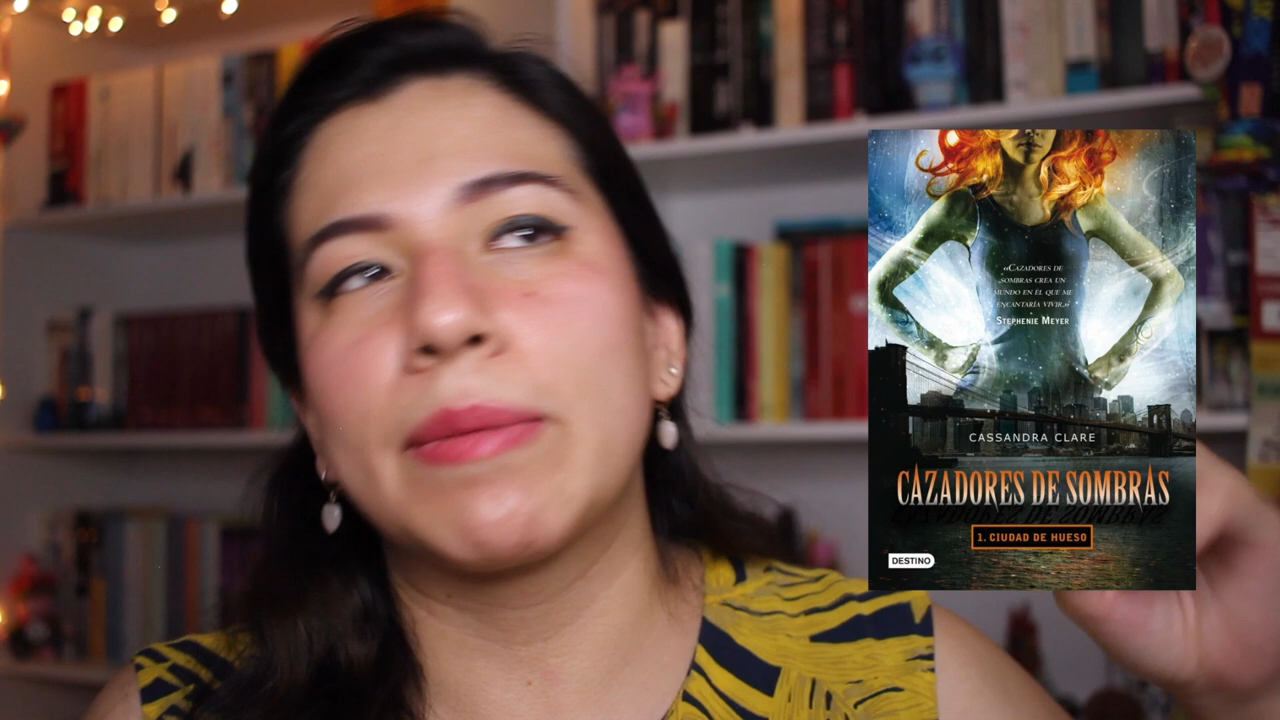 «CAZADORES DE
SOMBRAS CREA UN
MUNDO EN EL QUE ME
ENCANTARÍA VIVIR.»
STEPHENIE MEYER
CASSANDRA CLARE
CAZADORES DE SOMBRAS
1. CIUDAD DE HUESO
DESTINO